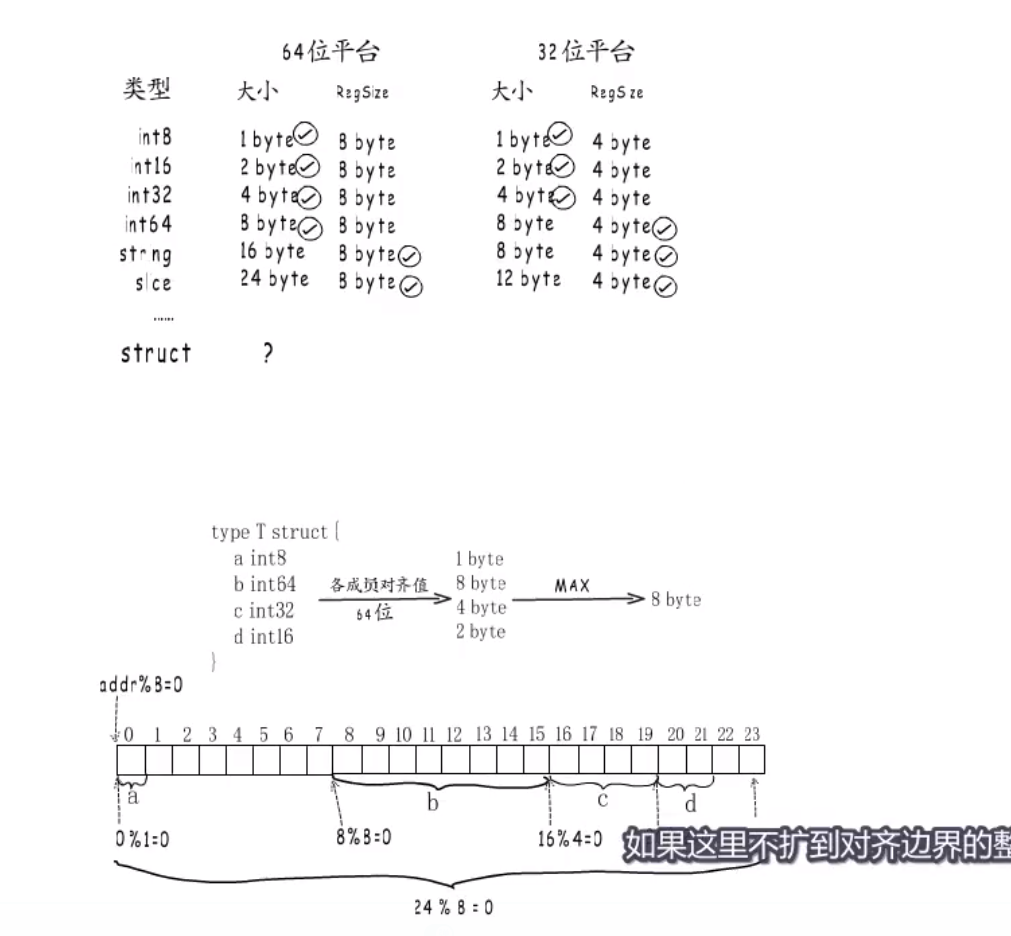 64位平台 32位平台
类型 大小 RegSize 大小 RegSize
int8 1 byte 8 byte 1 byte 4 byte
int16 2 byte 8 byte 2 byte 4 byte
int32 4 byte 8 byte 4 byte 4 byte
int64 8 byte 8 byte 8 byte 4 byte
string 16 byte 8 byte 8 byte 4 byte
slice 24 byte 8 byte 12 byte 4 byte
......
struct ?
type T struct {
a int8 1 byte
b int64 各成员对齐值 8 byte MAX 8 byte
c int32 64位 4 byte
d int16 2 byte
}
addr%8=0
0 1 2 3 4 5 6 7 8 9 10 11 12 13 14 15 16 17 18 19 20 21 22 23
a b c d
0%1=0 8%8=0 16%4=0
如果这里不扩到对齐边界的整
24%8=0